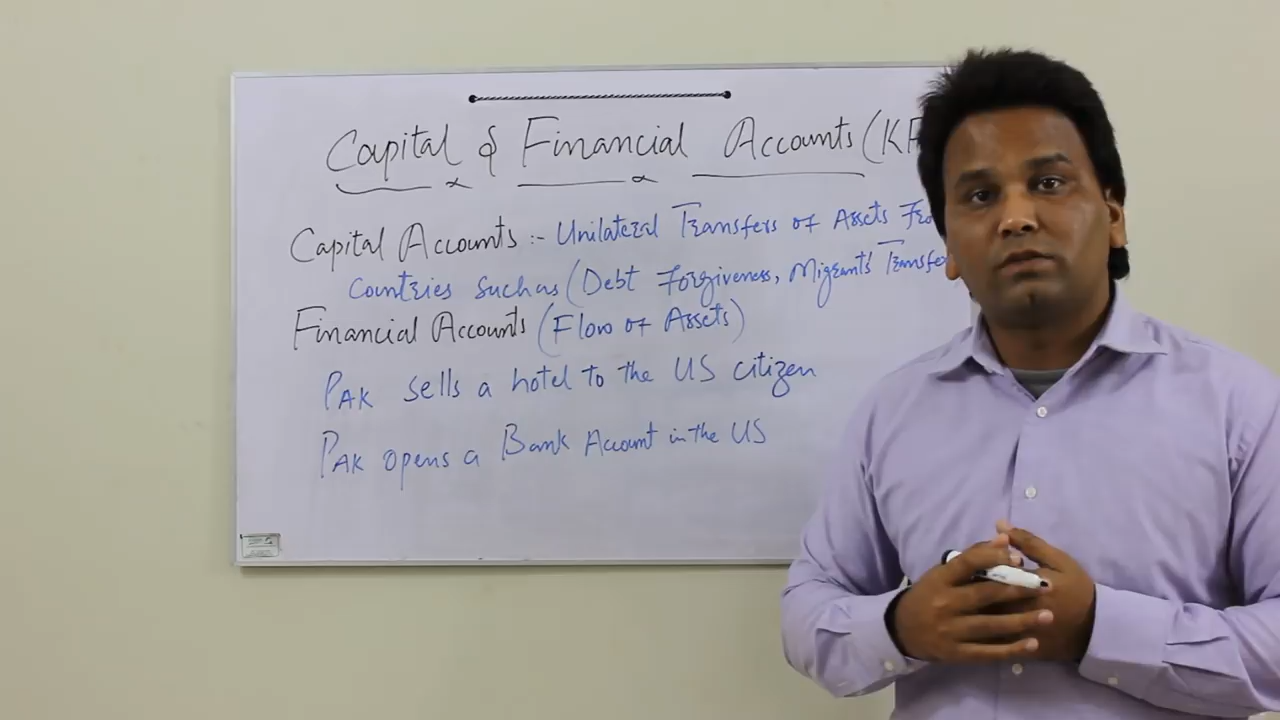 Capital & Financial Accounts (KF
Capital Accounts :- Unilateral Transfers of Assets Fro
Countries Such as (Debt Forgiveness, Migrants' Transfe
Financial Accounts (Flow of Assets)
PAK sells a hotel to the US citizen
PAK opens a Bank Account in the US